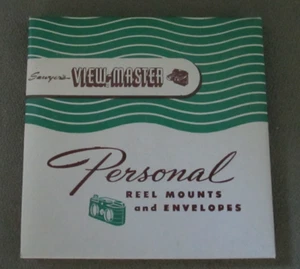 Sawyer's VIEW-MASTER
Personal
REEL MOUNTS
and ENVELOPES